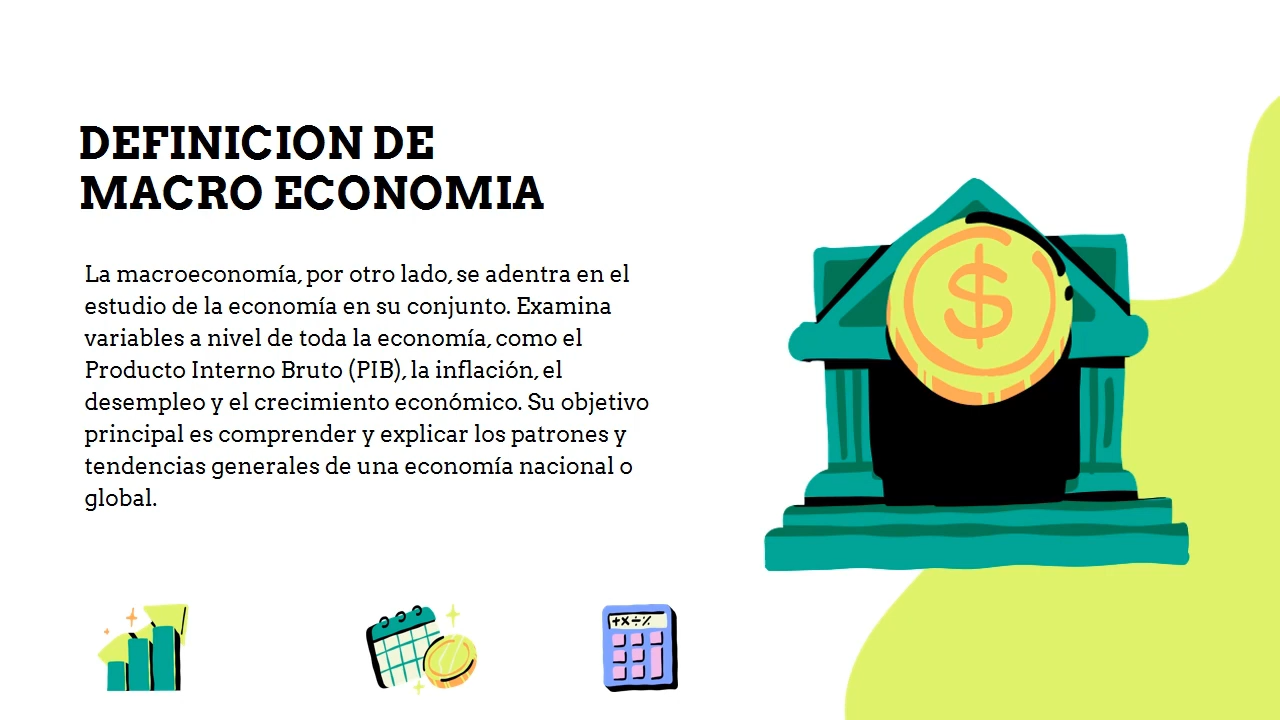 DEFINICION DE
MACRO ECONOMIA
La macroeconomía, por otro lado, se adentra en el
estudio de la economía en su conjunto. Examina
variables a nivel de toda la economía, como el
Producto Interno Bruto (PIB), la inflación, el
desempleo y el crecimiento económico. Su objetivo
principal es comprender y explicar los patrones y
tendencias generales de una economía nacional o
global.
$
+×÷%